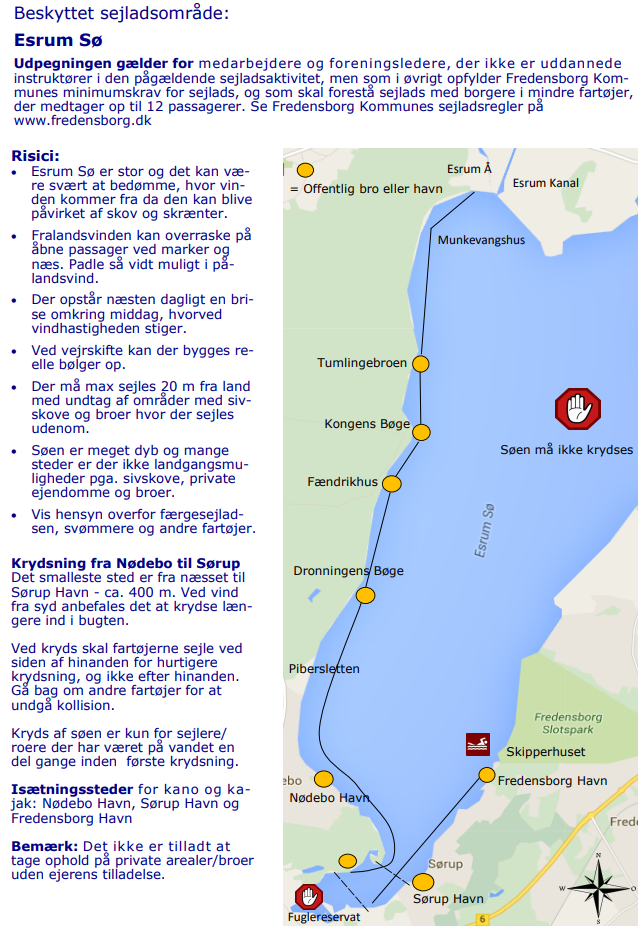 Beskyttet sejladsområde:
Esrum Sø
Udpegningen gælder for medarbejdere og foreningsledere, der ikke er uddannede
instruktører i den pågældende sejladsaktivitet, men som i øvrigt opfylder Fredensborg Kom-
munes minimumskrav for sejlads, og som skal forestå sejlads med borgere i mindre fartøjer,
der medtager op til 12 passagerer. Se Fredensborg Kommunes sejladsregler på
www.fredensborg.dk
Risici:
• Esrum Sø er stor og det kan væ-
re svært at bedømme, hvor vin-
den kommer fra da den kan blive
påvirket af skov og skrænter.
• Fralandsvinden kan overraske på
åbne passager ved marker og
næs. Padle så vidt muligt i på-
landsvind.
• Der opstår næsten dagligt en bri-
se omkring middag, hvorved
vindhastigheden stiger.
• Ved vejrskifte kan der bygges re-
elle bølger op.
• Der må max sejles 20 m fra land
med undtag af områder med siv-
skove og broer hvor der sejles
udenom.
• Søen er meget dyb og mange
steder er der ikke landgangsmu-
ligheder pga. sivskove, private
ejendomme og broer.
• Vis hensyn overfor færgesejlad-
sen, svømmere og andre fartøjer.
Krydsning fra Nødebo til Sørup
Det smalleste sted er fra næsset til
Sørup Havn - ca. 400 m. Ved vind
fra syd anbefales det at krydse læn-
gere ind i bugten.
Ved kryds skal fartøjerne sejle ved
siden af hinanden for hurtigere
krydsning, og ikke efter hinanden.
Gå bag om andre fartøjer for at
undgå kollision.
Kryds af søen er kun for sejlere/
roere der har været på vandet en
del gange inden første krydsning.
Isætningssteder for kano og ka-
jak: Nødebo Havn, Sørup Havn og
Fredensborg Havn
Bemærk: Det ikke er tilladt at
tage ophold på private arealer/broer
uden ejerens tilladelse.
= Offentlig bro eller havn
Esrum Å
Esrum Kanal
Munkevangshus
Tumlingebroen
Kongens Bøge
Søen må ikke krydses
Fændrikhus
Esrum Sø
Dronningens Bøge
Pibersletten
Fredensborg
Slotspark
Skipperhuset
Fredensborg Havn
ebo
Nødebo Havn
Frede
Sørup
Sørup Havn
Fuglereservat
6
N
W
O
S